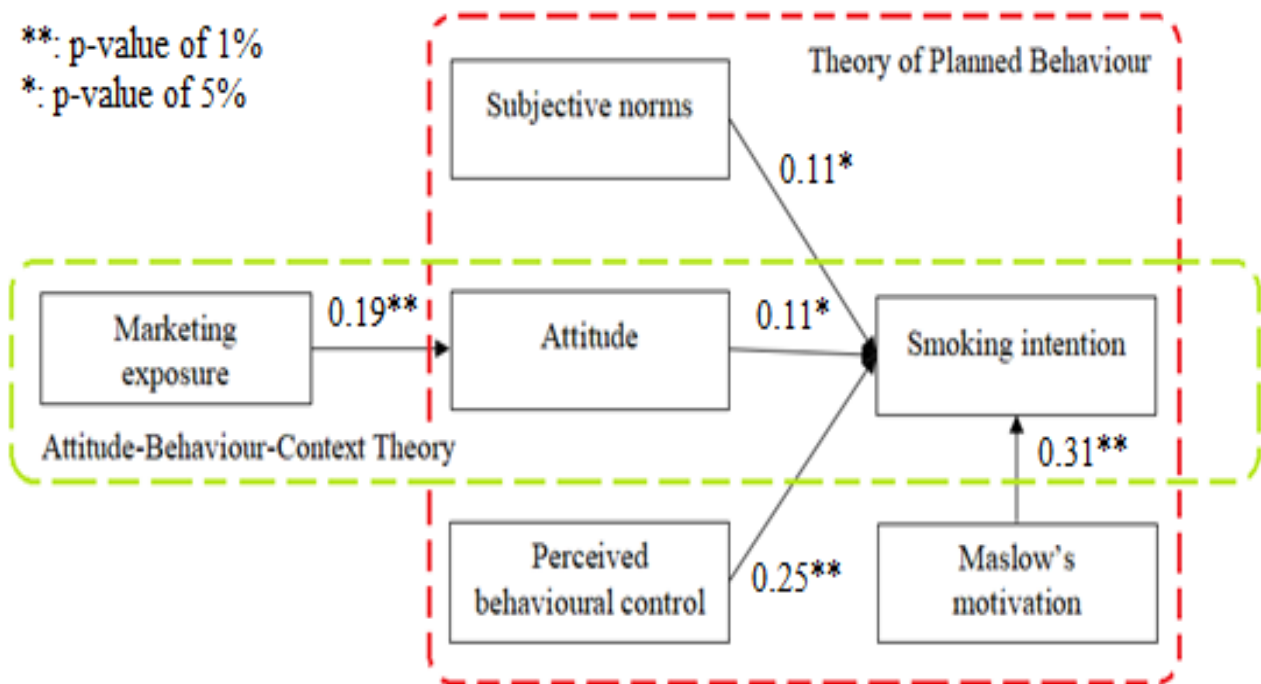 **: p-value of 1%
*: p-value of 5%
Theory of Planned Behaviour
Subjective norms
0.11*
Marketing
exposure
0.19**
Attitude
0.11*
Smoking intention
Attitude-Behaviour-Context Theory
0.31**
Perceived
behavioural control
0.25**
Maslow's
motivation